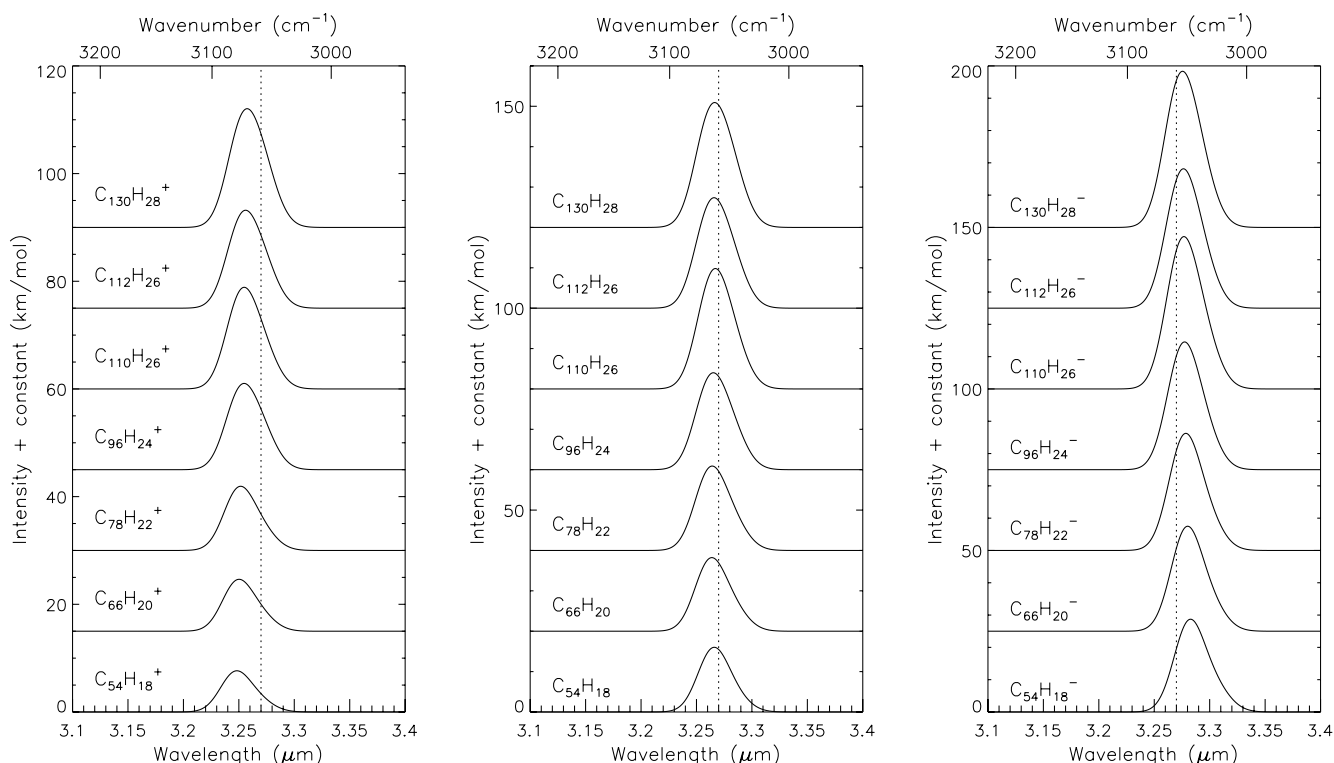 Wavenumber (cm⁻¹)
3200 3100 3000
120
100
80
60
40
20
0
Intensity + constant (km/mol)
C₁₃₀H₂₈⁺
C₁₁₂H₂₆⁺
C₁₁₀H₂₆⁺
C₉₆H₂₄⁺
C₇₈H₂₂⁺
C₆₆H₂₀⁺
C₅₄H₁₈⁺
3.1 3.15 3.2 3.25 3.3 3.35 3.4
Wavelength (μm)
Wavenumber (cm⁻¹)
3200 3100 3000
150
100
50
0
Intensity + constant (km/mol)
C₁₃₀H₂₈
C₁₁₂H₂₆
C₁₁₀H₂₆
C₉₆H₂₄
C₇₈H₂₂
C₆₆H₂₀
C₅₄H₁₈
3.1 3.15 3.2 3.25 3.3 3.35 3.4
Wavelength (μm)
Wavenumber (cm⁻¹)
3200 3100 3000
200
150
100
50
0
Intensity + constant (km/mol)
C₁₃₀H₂₈⁻
C₁₁₂H₂₆⁻
C₁₁₀H₂₆⁻
C₉₆H₂₄⁻
C₇₈H₂₂⁻
C₆₆H₂₀⁻
C₅₄H₁₈⁻
3.1 3.15 3.2 3.25 3.3 3.35 3.4
Wavelength (μm)